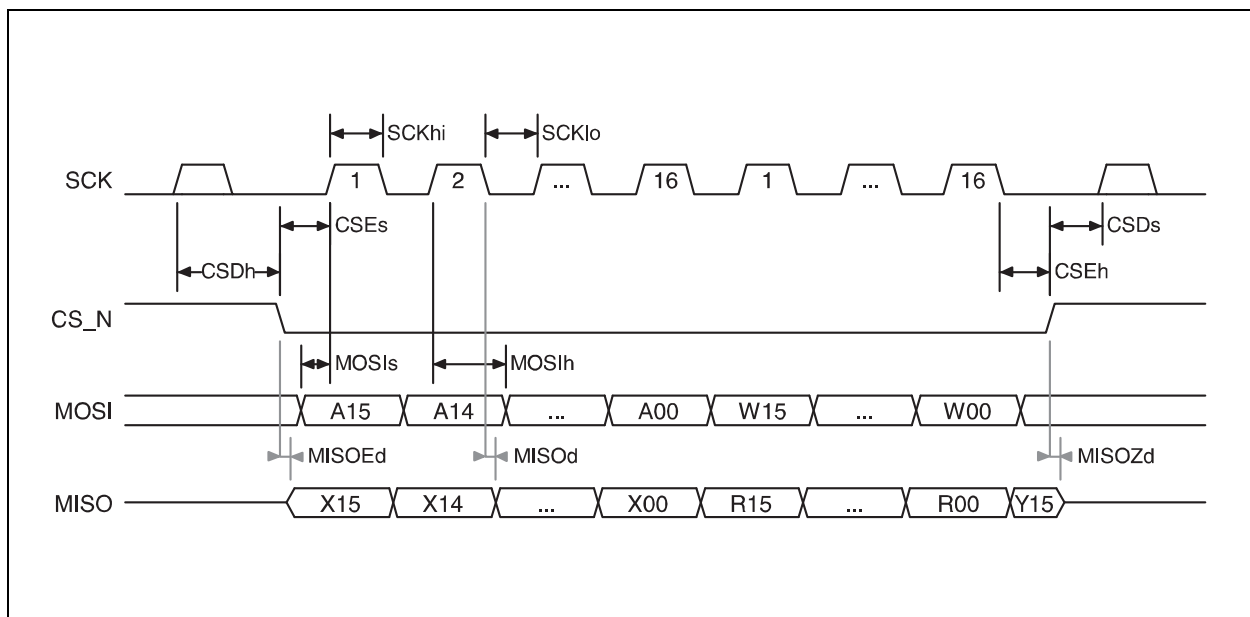 SCKhi SCKlo
SCK 1 2 ... 16 1 ... 16
CSEs CSDs
CSDh CSEh
CS_N
MOSIs MOSIh
MOSI A15 A14 ... A00 W15 ... W00
MISOEd MISOd MISOZd
MISO X15 X14 ... X00 R15 ... R00 Y15